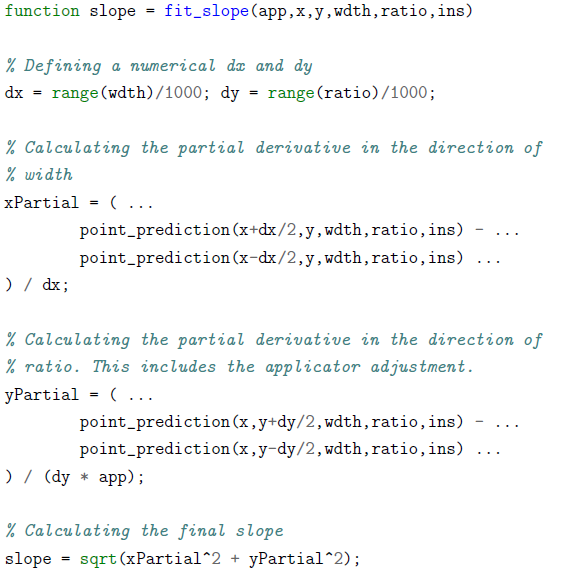 function slope = fit_slope(app,x,y,wdth,ratio,ins)
% Defining a numerical dx and dy
dx = range(wdth)/1000; dy = range(ratio)/1000;
% Calculating the partial derivative in the direction of
% width
xPartial = ( ...
        point_prediction(x+dx/2,y,wdth,ratio,ins) - ...
        point_prediction(x-dx/2,y,wdth,ratio,ins) ...
) / dx;
% Calculating the partial derivative in the direction of
% ratio. This includes the applicator adjustment.
yPartial = ( ...
        point_prediction(x,y+dy/2,wdth,ratio,ins) - ...
        point_prediction(x,y-dy/2,wdth,ratio,ins) ...
) / (dy * app);
% Calculating the final slope
slope = sqrt(xPartial^2 + yPartial^2);